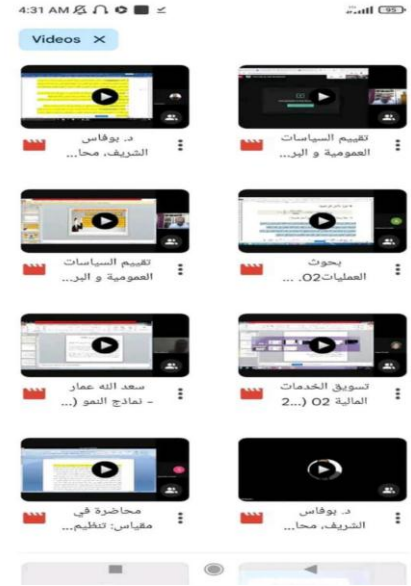 4:31 AM
95
Videos
تقييم السياسات
العمومية و البر...
د. بوفاس
الشريف، محا...
بحوث
العمليات02. ...
تقييم السياسات
العمومية و البر...
تسويق الخدمات
المالية 02 (...2
سعد الله عمار
- نماذج النمو (...
د. بوفاس
الشريف، محا...
محاضرة في
مقياس: تنظيم...